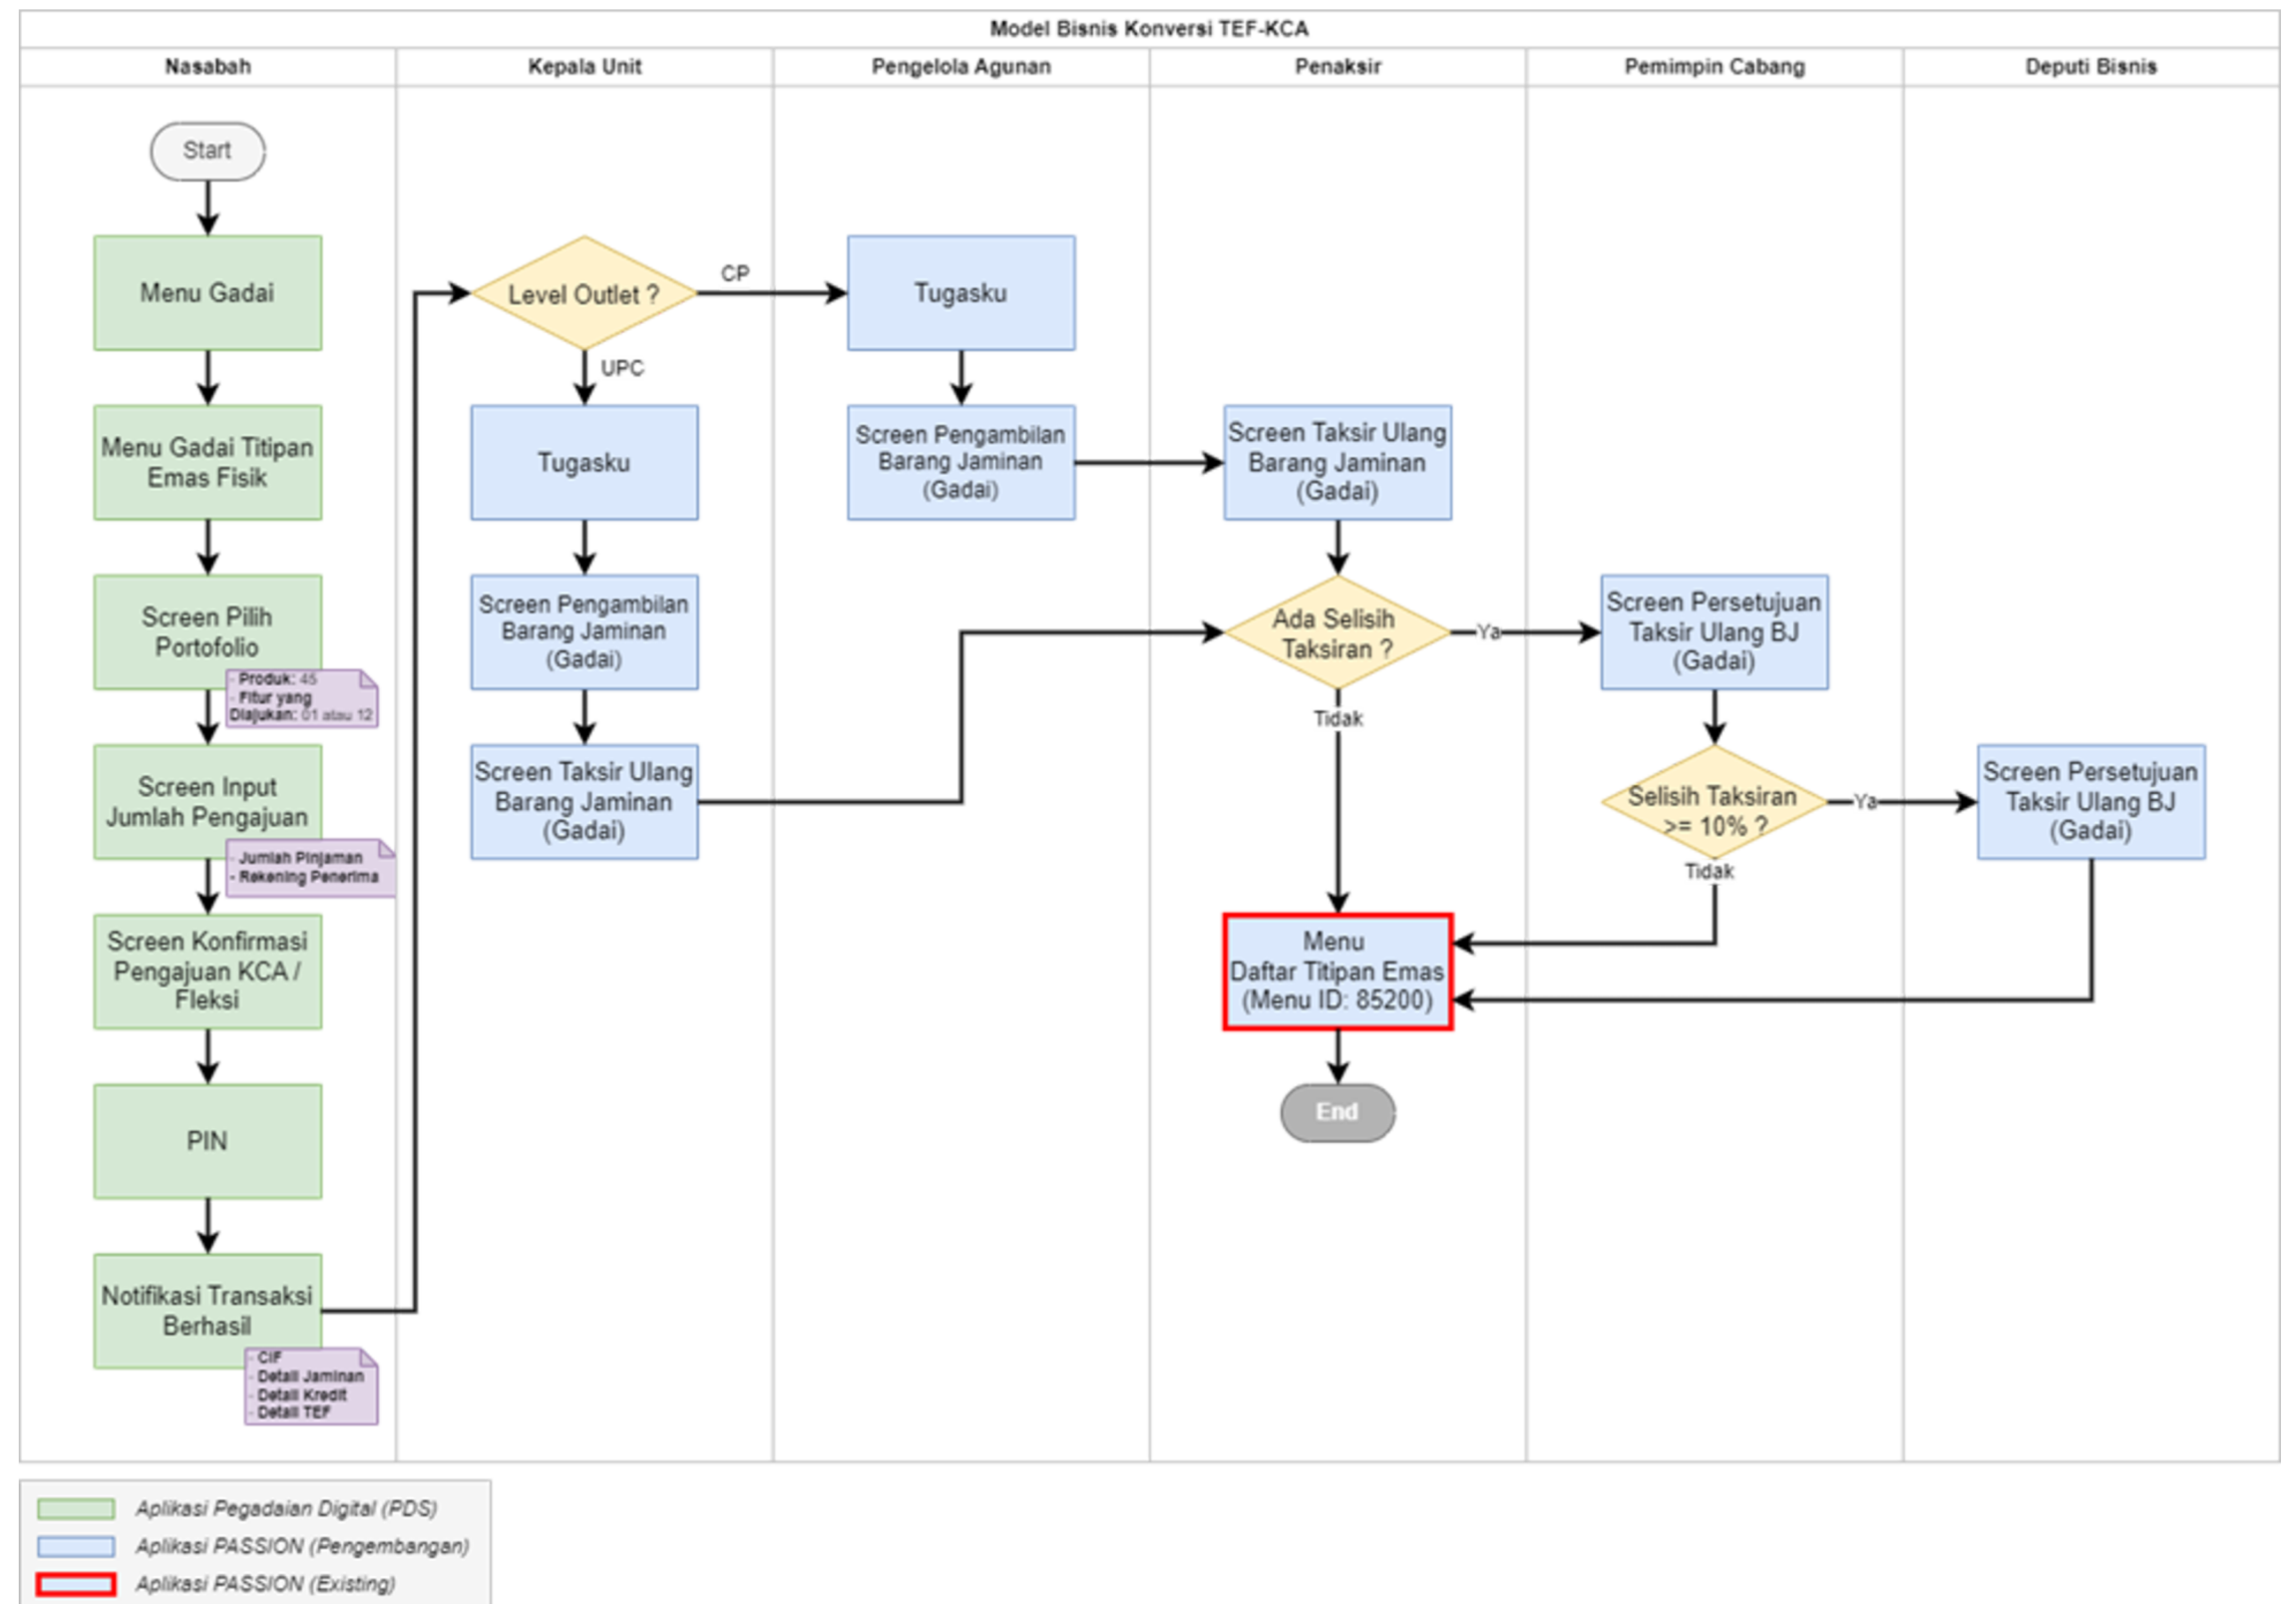 Model Bisnis Konversi TEF-KCA
Nasabah
Kepala Unit
Pengelola Agunan
Penaksir
Pemimpin Cabang
Deputi Bisnis
Start
Menu Gadai
Menu Gadai Titipan
Emas Fisik
Screen Pilih
Portofolio
- Produk: 45
- Fitur yang
Diajukan: 01 atau 12
Screen Input
Jumlah Pengajuan
- Jumlah Pinjaman
- Rekening Penerima
Screen Konfirmasi
Pengajuan KCA /
Fleksi
PIN
Notifikasi Transaksi
Berhasil
- CIF
- Detail Jaminan
- Detail Kredit
- Detail TEF
Level Outlet ?
CP
UPC
Tugasku
Screen Pengambilan
Barang Jaminan
(Gadai)
Screen Taksir Ulang
Barang Jaminan
(Gadai)
Tugasku
Screen Pengambilan
Barang Jaminan
(Gadai)
Screen Taksir Ulang
Barang Jaminan
(Gadai)
Ada Selisih
Taksiran ?
Ya
Tidak
Menu
Daftar Titipan Emas
(Menu ID: 85200)
End
Screen Persetujuan
Taksir Ulang BJ
(Gadai)
Selisih Taksiran
>= 10% ?
Ya
Tidak
Screen Persetujuan
Taksir Ulang BJ
(Gadai)
Aplikasi Pegadaian Digital (PDS)
Aplikasi PASSION (Pengembangan)
Aplikasi PASSION (Existing)